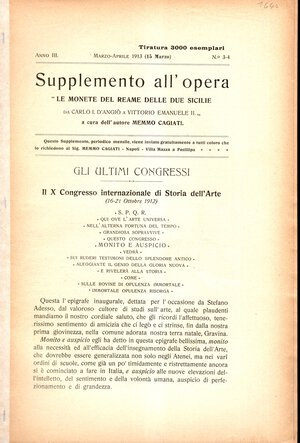 1660
Tiratura 3000 esemplari
ANNO III. MARZO-APRILE 1913 (15 Marzo) N.º 3-4
Supplemento all'opera
"LE MONETE DEL REAME DELLE DUE SICILIE
DA CARLO I. D'ANGIÒ A VITTORIO EMANUELE II. „
a cura dell'autore MEMMO CAGIATI.
Questo Supplemento, periodico mensile, viene inviato gratuitamente a tutti coloro che
lo richiedono al Sig. MEMMO CAGIATI - Napoli - Villa Mazza a Posilipo
GLI ULTIMI CONGRESSI
Il X Congresso internazionale di Storia dell'Arte
(16-21 Ottobre 1912)
S. P. Q. R.
QUI OVE L'ARTE UNIVERSA
NELL'ALTERNA FORTUNA DEL TEMPO
GRANDIOSA SOPRAVVIVE
QUESTO CONGRESSO
MONITO E AUSPICIO
VEDRÀ
SUI RUDERI TESTIMONI DELLO SPLENDORE ANTICO
ALEGGIANTE IL GENIO DELLA GLORIA NUOVA
E RIVELERÀ ALLA STORIA
COME
SULLE ROVINE DI OPULENZA IMMORTALE
IMMORTALE OPULENZA RISORGA
Questa l'epigrafe inaugurale, dettata per l'occasione da Stefano
Adesso, dal valoroso cultore di studi sull'arte, al quale plaudenti
mandiamo il nostro cordiale saluto, che gli ricordi l'affettuoso, tene-
rissimo sentimento di amicizia che ci legò e ci strinse, fin dalla nostra
prima giovinezza, nella comune adorata nostra terra natale, Gravina.
Monito e auspicio ogli ha detto in questa epigrafe bellissima, monito
alla necessità ed all'efficacia dell'insegnamento della Storia dell'Arte,
che dovrebbe essere generalizzata non solo negli Atenei, ma nei varî
ordini di scuole, come già un po' timidamente e ristrettamente ancora
si è cominciato a fare in Italia, e auspicio alle nuove elevazioni del-
l'intelletto, del sentimento e della volontà umana, auspicio di perfe-
zionamento e di grandezza.